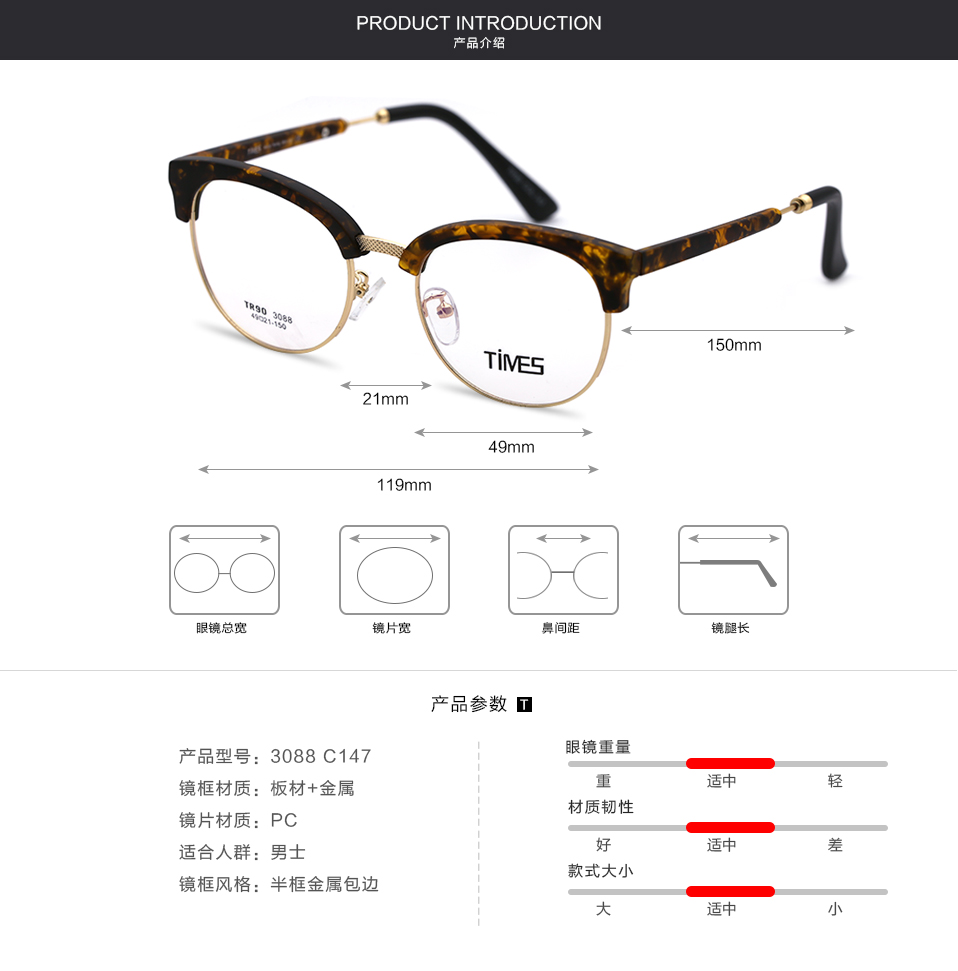 PRODUCT INTRODUCTION
产品介绍
TIMES
TR90 3088
49□21-150
TiMES
150mm
21mm
49mm
119mm
眼镜总宽
镜片宽
鼻间距
镜腿长
产品参数 T
产品型号：3088 C147
镜框材质：板材+金属
镜片材质：PC
适合人群：男士
镜框风格：半框金属包边
眼镜重量
重 适中 轻
材质韧性
好 适中 差
款式大小
大 适中 小